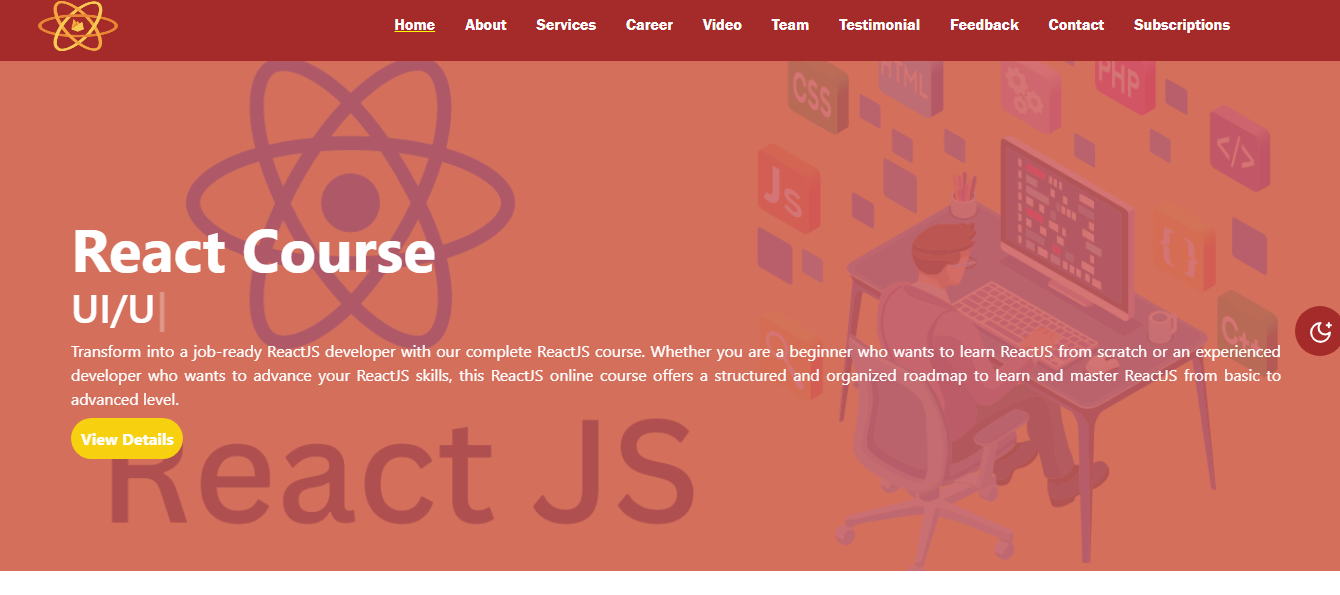 Home About Services Career Video Team Testimonial Feedback Contact Subscriptions
CSS
HTML
PHP
</>
Js
{ }
C++
React Course
UI/U
Transform into a job-ready ReactJS developer with our complete ReactJS course. Whether you are a beginner who wants to learn ReactJS from scratch or an experienced
developer who wants to advance your ReactJS skills, this ReactJS online course offers a structured and organized roadmap to learn and master ReactJS from basic to
advanced level.
View Details
React JS